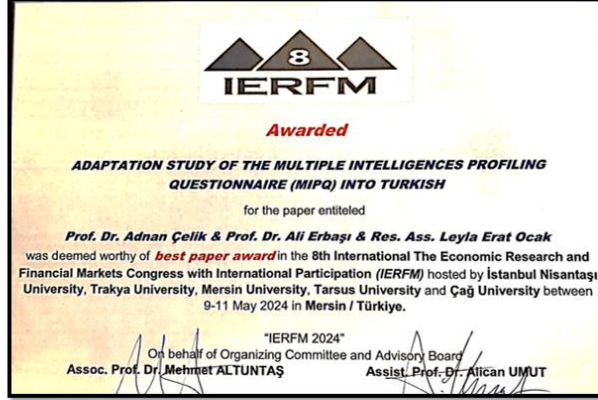 8
IERFM
Awarded
ADAPTATION STUDY OF THE MULTIPLE INTELLIGENCES PROFILING
QUESTIONNAIRE (MIPQ) INTO TURKISH
for the paper entiteled
Prof. Dr. Adnan Çelik & Prof. Dr. Ali Erbaşı & Res. Ass. Leyla Erat Ocak
was deemed worthy of best paper award in the 8th International The Economic Research and
Financial Markets Congress with International Participation (IERFM) hosted by İstanbul Nisantaşı
University, Trakya University, Mersin University, Tarsus University and Çağ University between
9-11 May 2024 in Mersin / Türkiye.
"IERFM 2024"
On behalf of Organizing Committee and Advisory Board
Assoc. Prof. Dr. Mehmet ALTUNTAŞ Assist. Prof. Dr. Alican UMUT